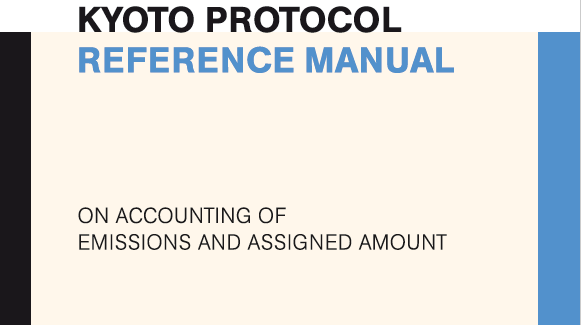 KYOTO PROTOCOL
REFERENCE MANUAL
ON ACCOUNTING OF
EMISSIONS AND ASSIGNED AMOUNT